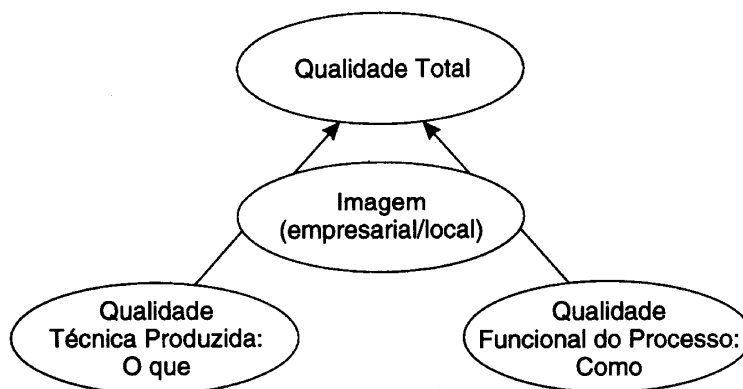 Qualidade Total
Imagem
(empresarial/local)
Qualidade
Técnica Produzida:
O que
Qualidade
Funcional do Processo:
Como